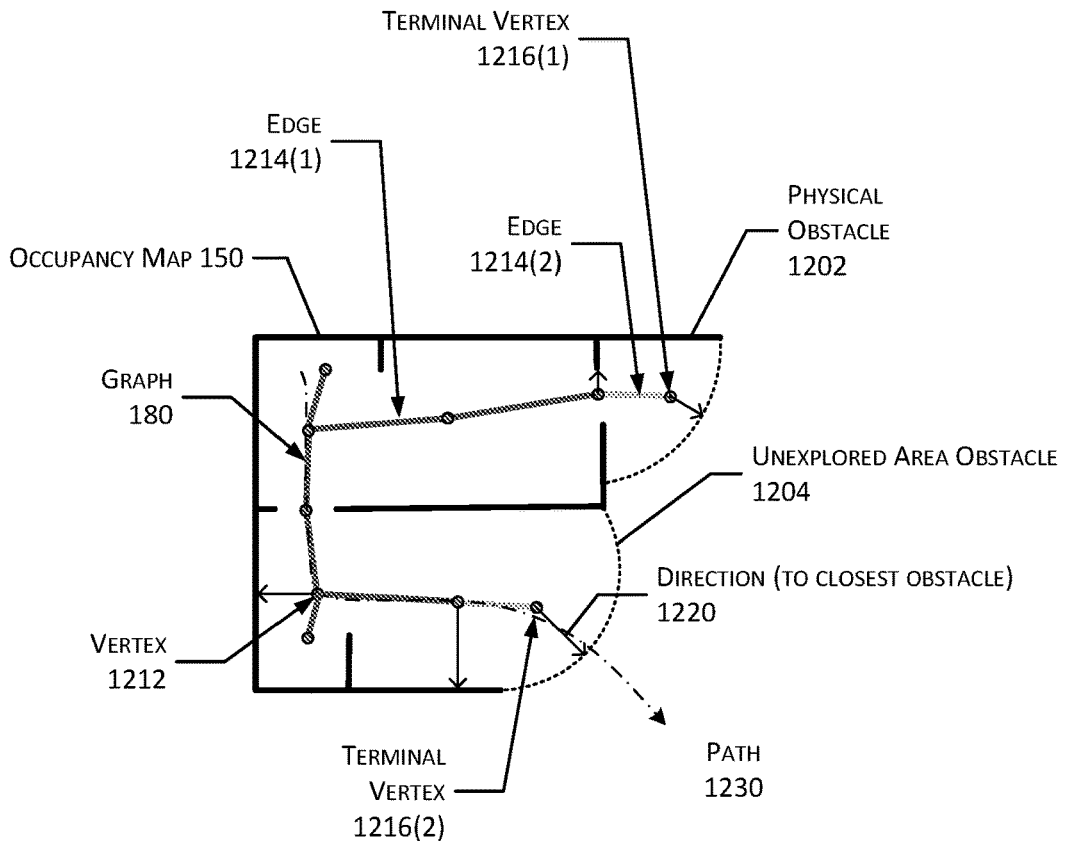 TERMINAL VERTEX
1216(1)
EDGE
1214(1)
PHYSICAL
OBSTACLE
1202
EDGE
1214(2)
OCCUPANCY MAP 150
GRAPH
180
UNEXPLORED AREA OBSTACLE
1204
DIRECTION (TO CLOSEST OBSTACLE)
1220
VERTEX
1212
TERMINAL
VERTEX
1216(2)
PATH
1230